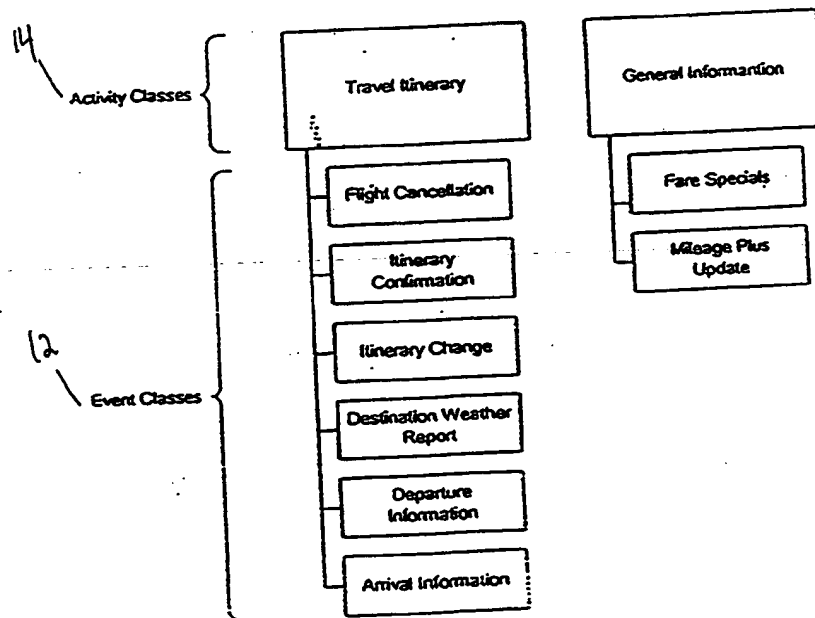 14
Activity Classes
Travel Itinerary
General Informantion
Flight Cancellation
Fare Specials
Itinerary
Confirmation
Mileage Plus
Update
Itinerary Change
12
Event Classes
Destination Weather
Report
Departure
Information
Arrival Information